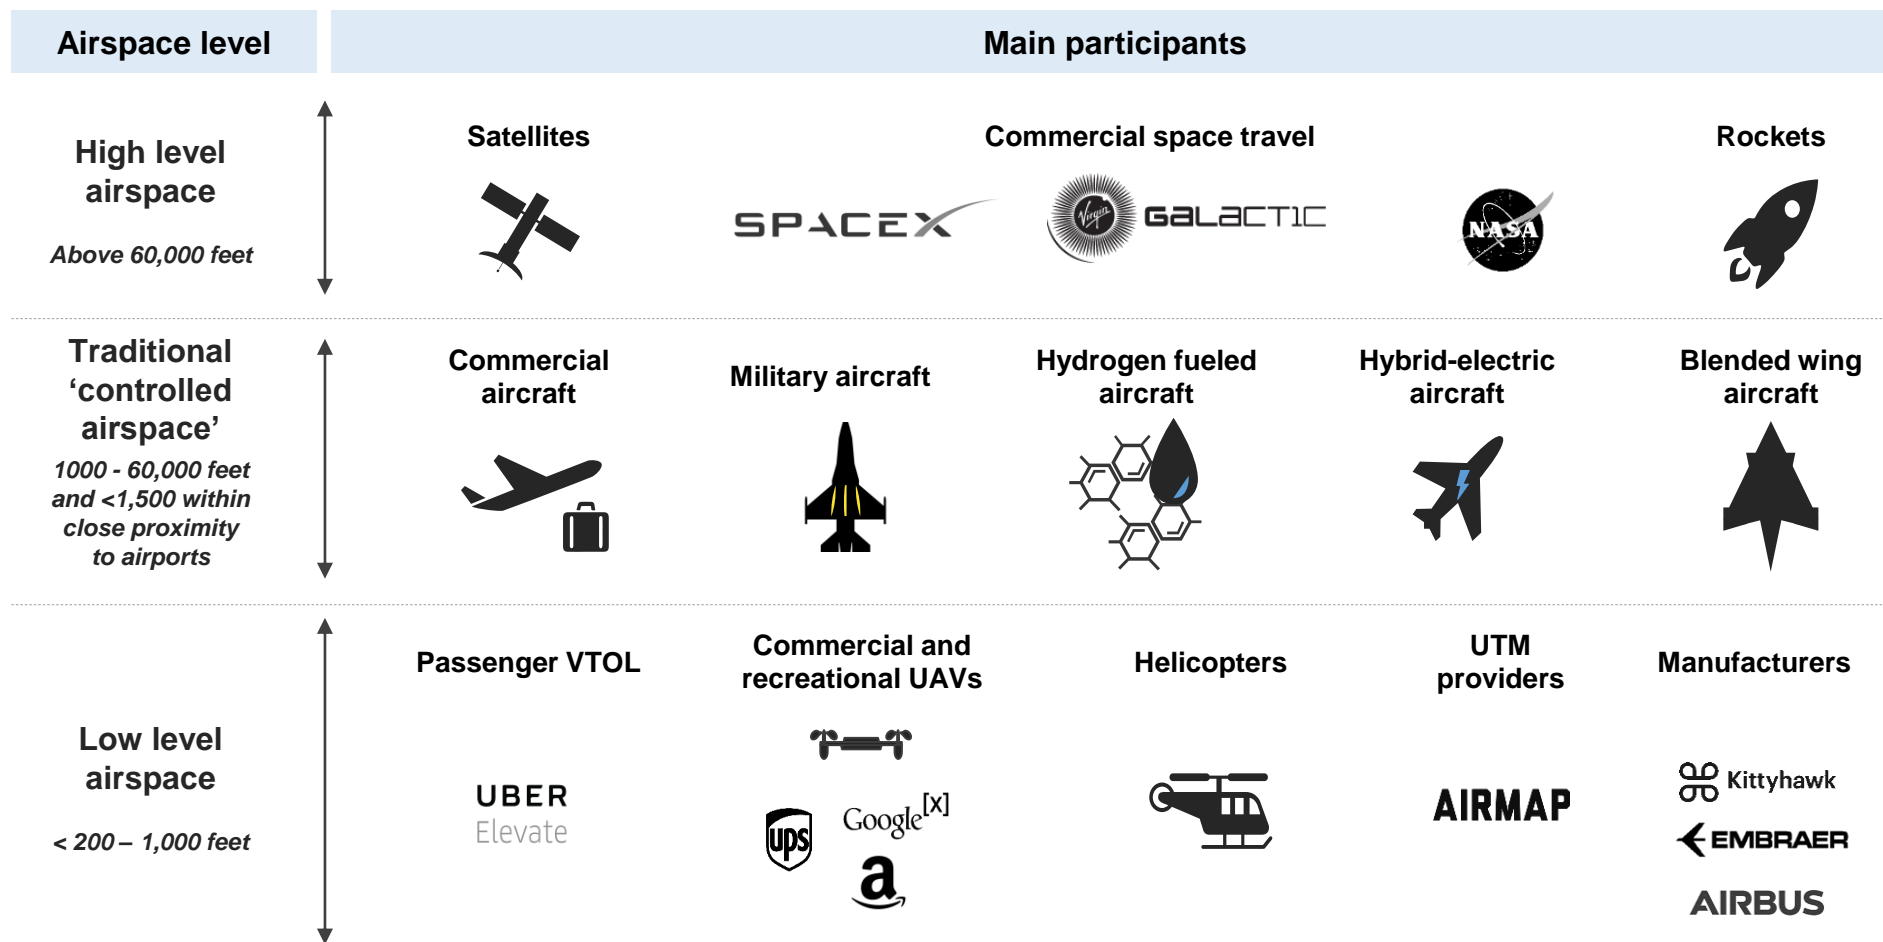 Airspace level
Main participants
High level
airspace
Above 60,000 feet
Satellites
Commercial space travel
Rockets
SPACEX
Virgin
GALACTIC
NASA
Traditional
‘controlled
airspace’
1000 - 60,000 feet
and <1,500 within
close proximity
to airports
Commercial
aircraft
Military aircraft
Hydrogen fueled
aircraft
Hybrid-electric
aircraft
Blended wing
aircraft
Low level
airspace
< 200 – 1,000 feet
Passenger VTOL
UBER
Elevate
Commercial and
recreational UAVs
ups
Google[x]
a
Helicopters
UTM
providers
AIRMAP
Manufacturers
Kittyhawk
EMBRAER
AIRBUS